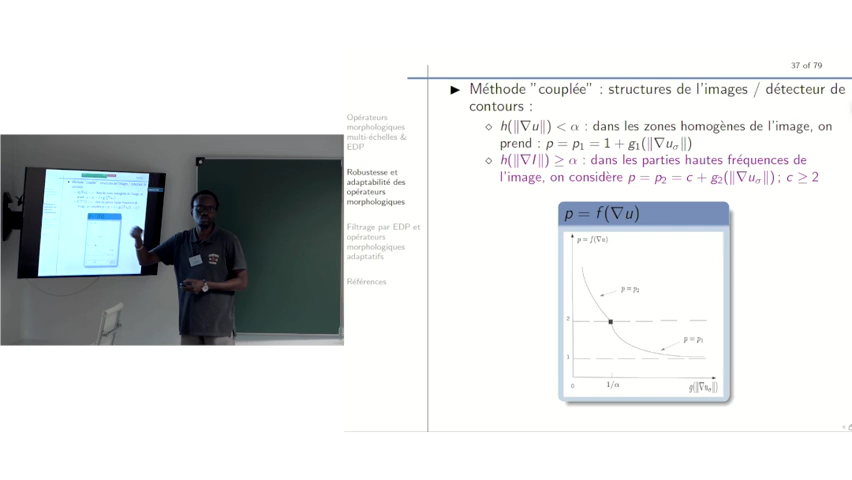 37 of 79
▶ Méthode "couplée" : structures de l'images / détecteur de
contours :
◇ h(‖∇u‖) < α : dans les zones homogènes de l'image, on
prend : p = p₁ = 1 + g₁(‖∇u_σ‖)
◇ h(‖∇I‖) ≥ α : dans les parties hautes fréquences de
l'image, on considère p = p₂ = c + g₂(‖∇u_σ‖) ; c ≥ 2
Opérateurs
morphologiques
multi-échelles &
EDP
Robustesse et
adaptabilité des
opérateurs
morphologiques
Filtrage par EDP et
opérateurs
morphologiques
adaptatifs
Références
p = f(∇u)
p = f(∇u)
p = p₂
2
p = p₁
1
0
1/α
g(‖∇u_σ‖)